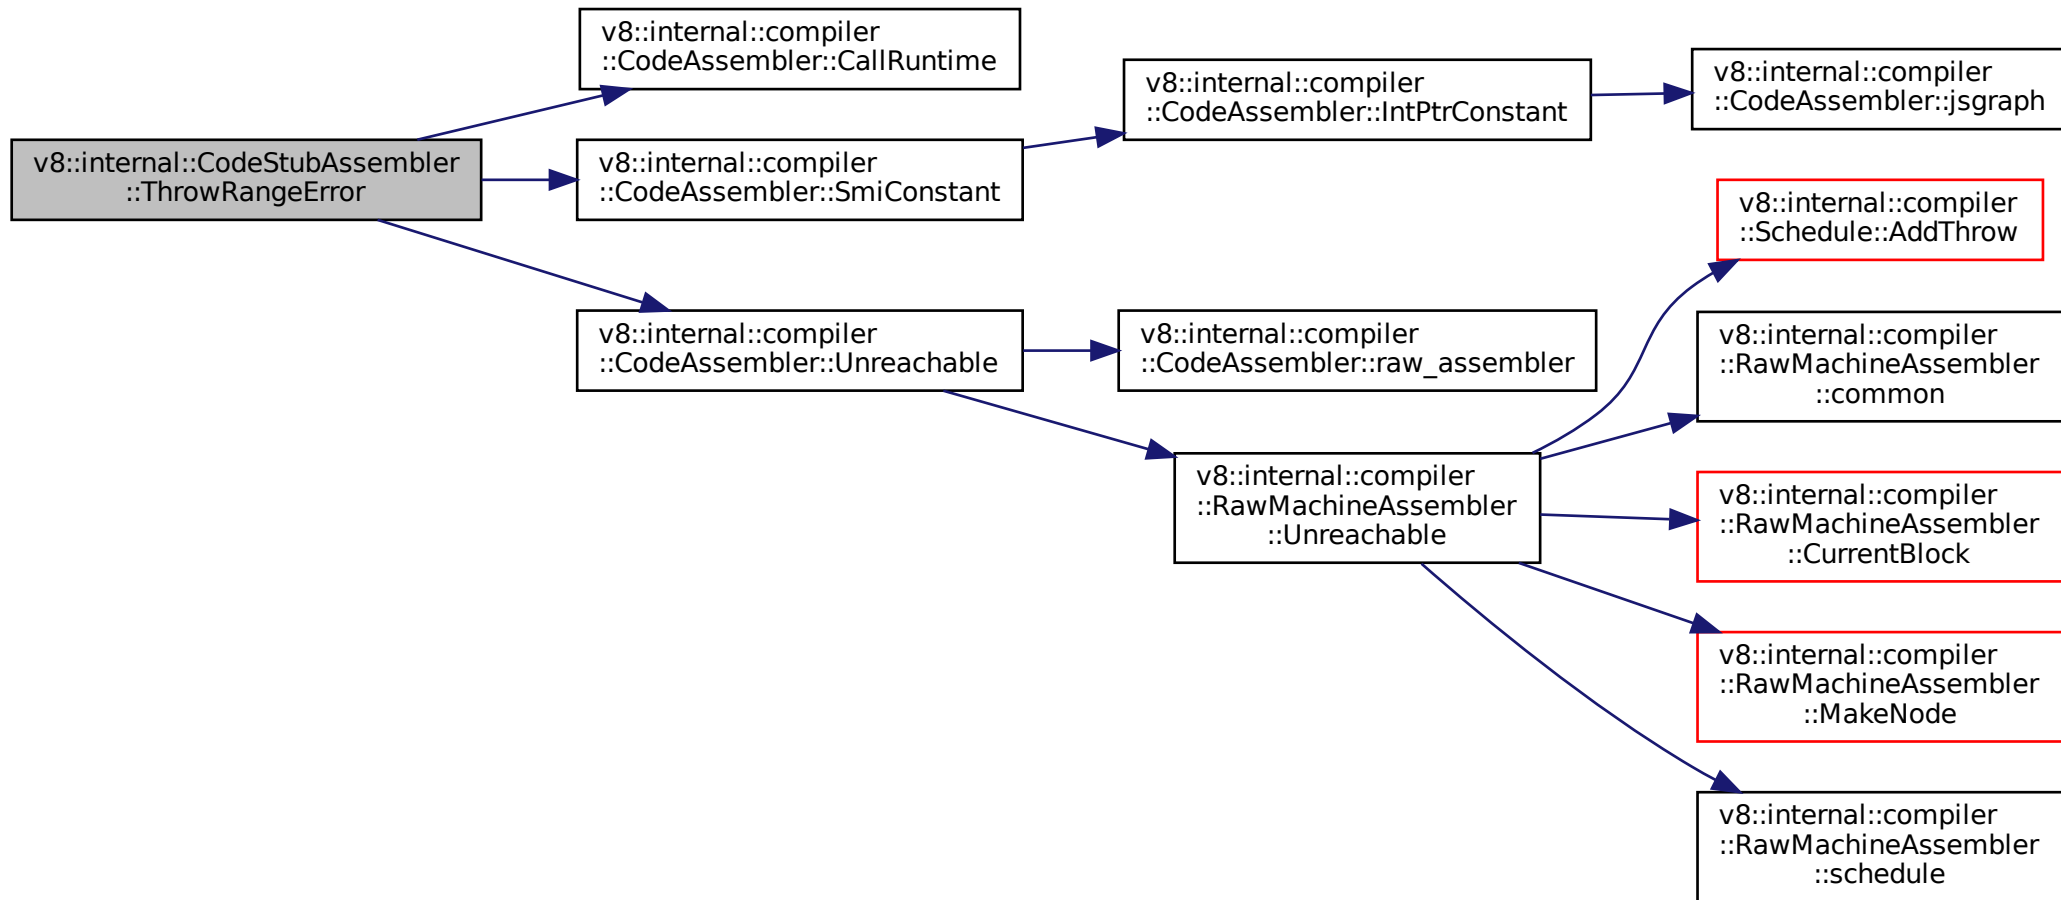 v8::internal::CodeStubAssembler
::ThrowRangeError
v8::internal::compiler
::CodeAssembler::CallRuntime
v8::internal::compiler
::CodeAssembler::SmiConstant
v8::internal::compiler
::CodeAssembler::Unreachable
v8::internal::compiler
::CodeAssembler::IntPtrConstant
v8::internal::compiler
::CodeAssembler::raw_assembler
v8::internal::compiler
::RawMachineAssembler
::Unreachable
v8::internal::compiler
::CodeAssembler::jsgraph
v8::internal::compiler
::Schedule::AddThrow
v8::internal::compiler
::RawMachineAssembler
::common
v8::internal::compiler
::RawMachineAssembler
::CurrentBlock
v8::internal::compiler
::RawMachineAssembler
::MakeNode
v8::internal::compiler
::RawMachineAssembler
::schedule